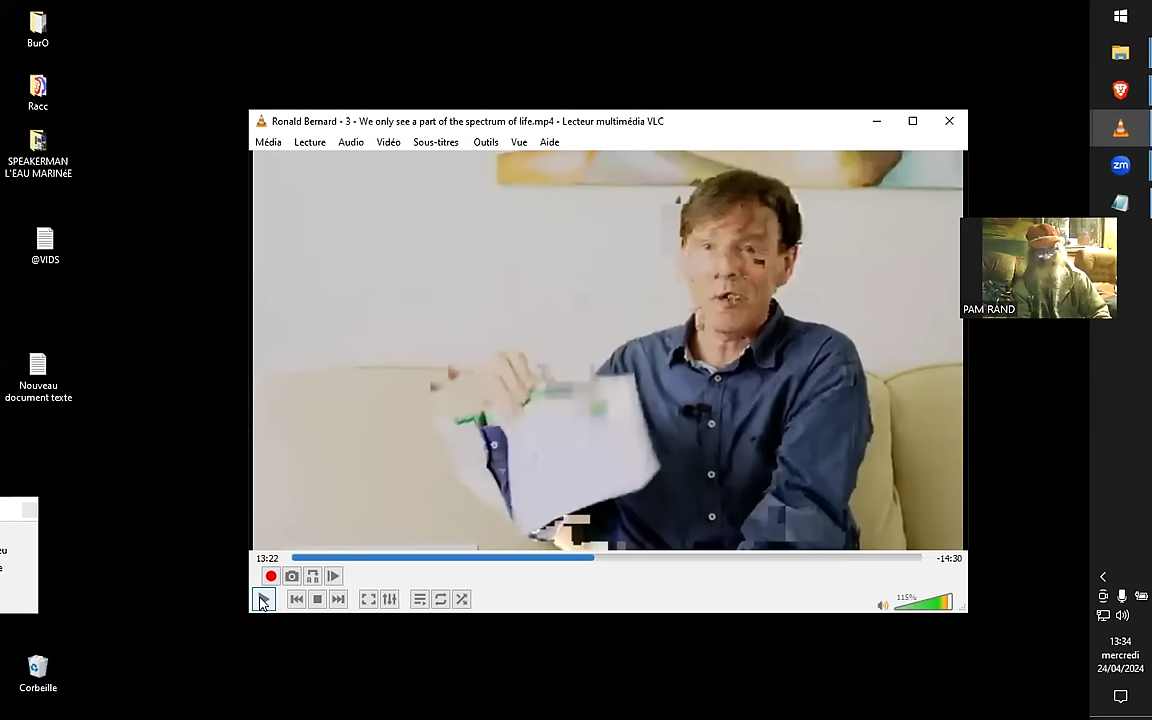 BurO
Racc
SPEAKERMAN
L'EAU MARINéE
@VIDS
Nouveau
document texte
eu
e
Corbeille
Ronald Bernard - 3 - We only see a part of the spectrum of life.mp4 - Lecteur multimédia VLC
Média Lecture Audio Vidéo Sous-titres Outils Vue Aide
13:22
-14:30
A B
115%
zm
PAM RAND
13:34
mercredi
24/04/2024